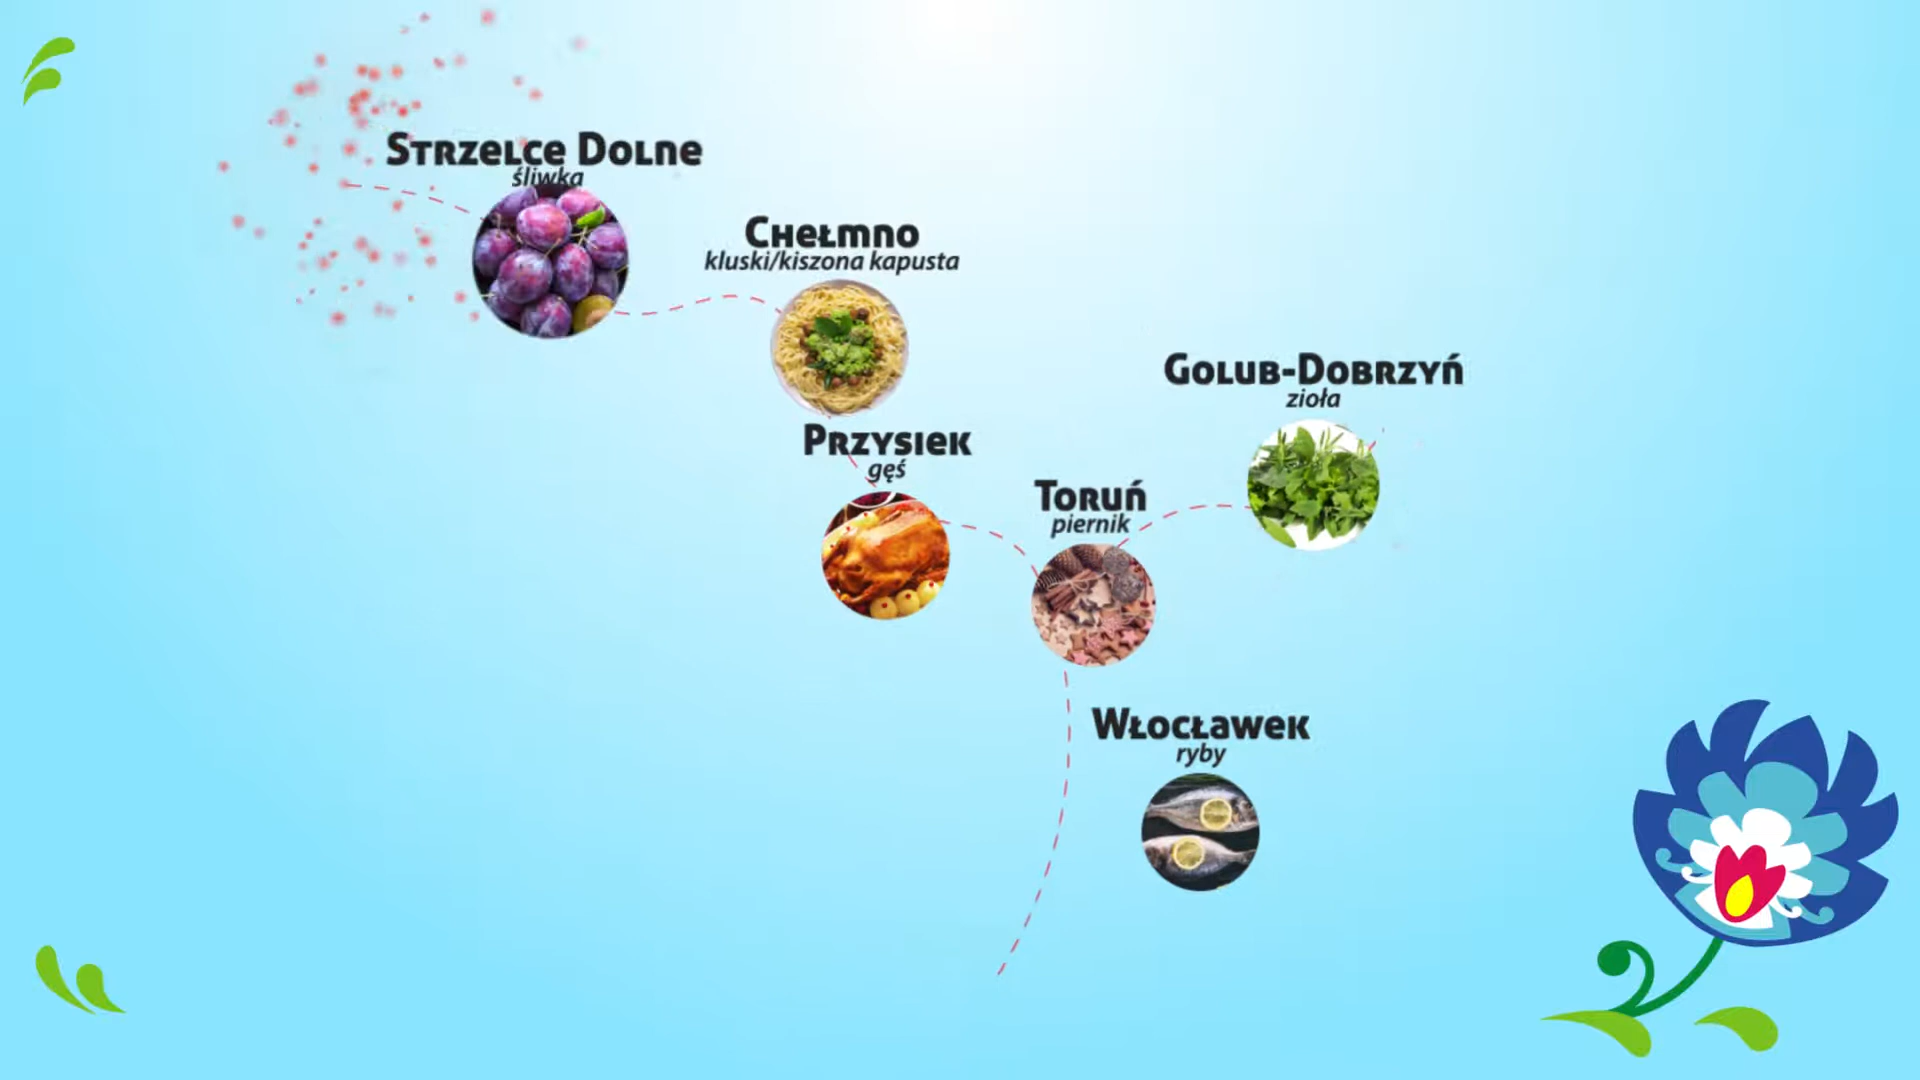 Strzelce Dolne
śliwka
Chełmno
kluski/kiszona kapusta
Golub-Dobrzyń
zioła
Przysiek
gęś
Toruń
piernik
Włocławek
ryby